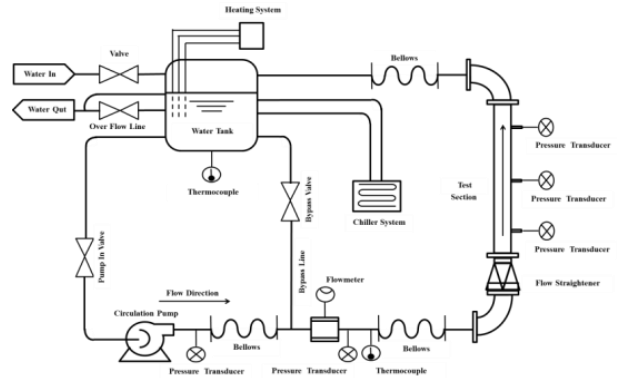 Heating System
Valve
Bellows
Water In
Water Qut
Over Flow Line
Water Tank
Pressure Transducer
Thermocouple
Bypass Valve
Test
Section
Pressure Transducer
Chiller System
Pump In Valve
Bypass Line
Pressure Transducer
Flowmeter
Flow Straightener
Flow Direction
Circulation Pump
Bellows
Bellows
Pressure Transducer
Pressure Transducer
Thermocouple